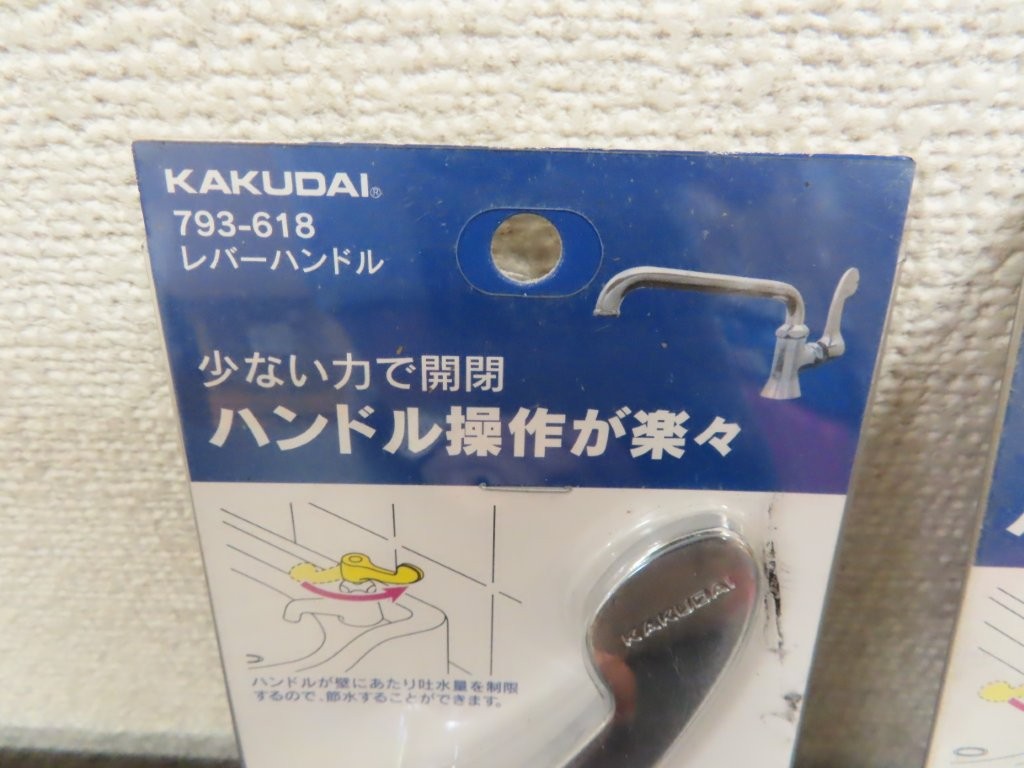 KAKUDAI®
793-618
レバーハンドル
少ない力で開閉
ハンドル操作が楽々
KAKUDAI
ハンドルが壁にあたり吐水量を制限
するので、節水することができます。